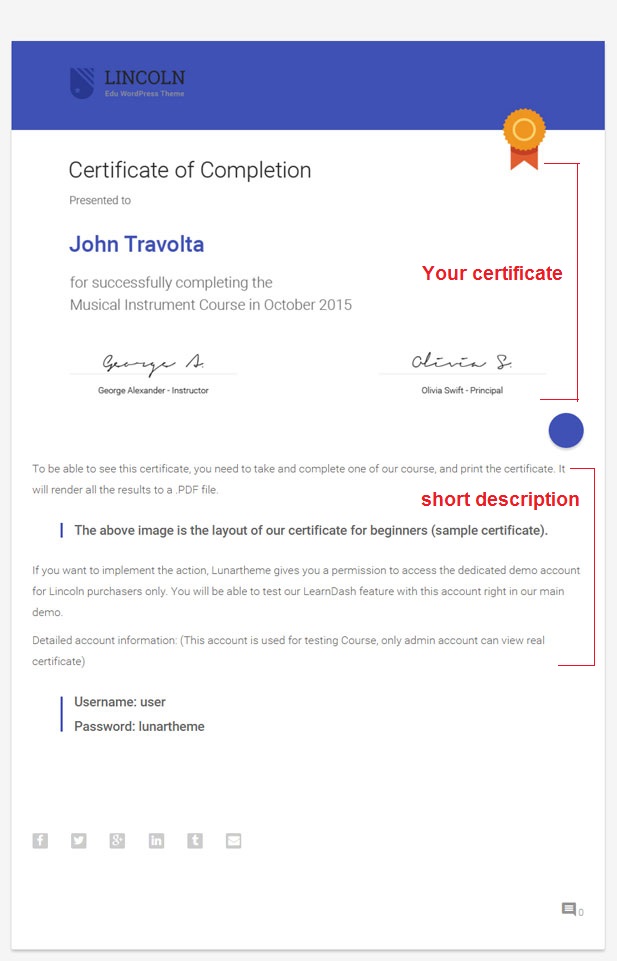 LINCOLN
Edu WordPress Theme
Certificate of Completion
Presented to
John Travolta
Your certificate
for successfully completing the
Musical Instrument Course in October 2015
George A.
Olivia S.
George Alexander - Instructor
Olivia Swift - Principal
To be able to see this certificate, you need to take and complete one of our course, and print the certificate. It
will render all the results to a .PDF file.
short description
The above image is the layout of our certificate for beginners (sample certificate).
If you want to implement the action, Lunartheme gives you a permission to access the dedicated demo account
for Lincoln purchasers only. You will be able to test our LearnDash feature with this account right in our main
demo.
Detailed account information: (This account is used for testing Course, only admin account can view real
certificate)
Username: user
Password: lunartheme
0